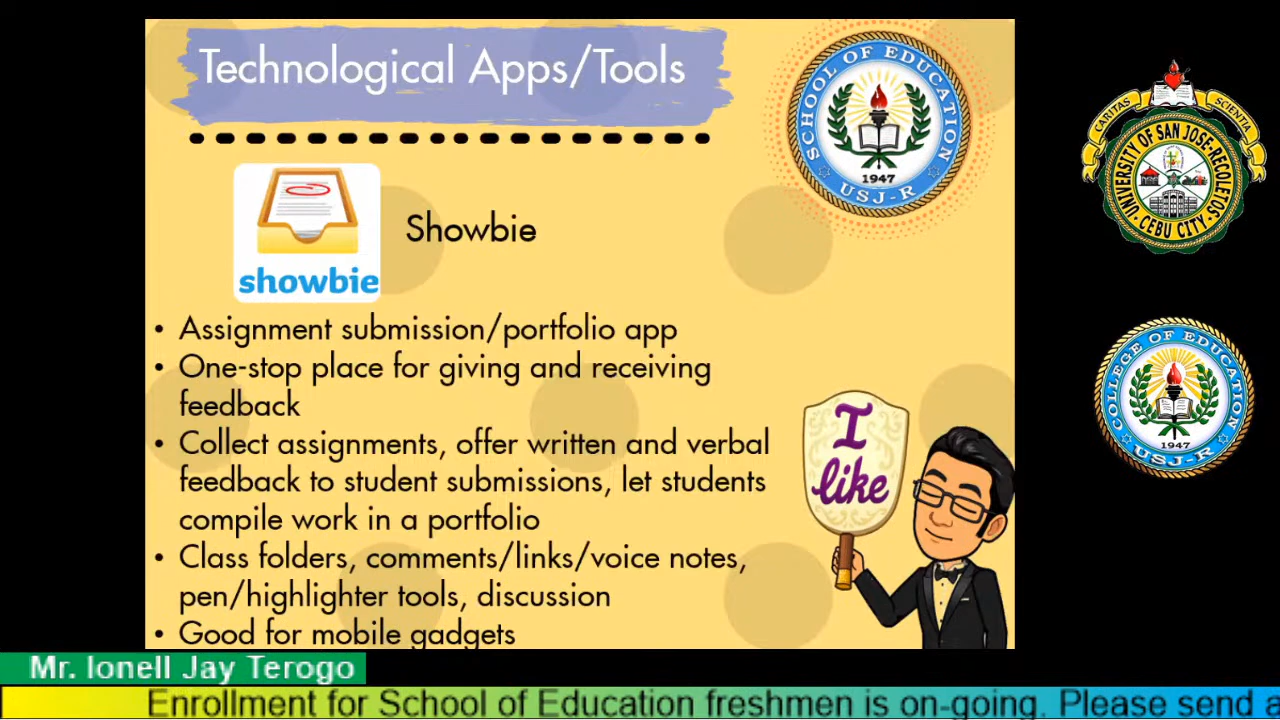 Technological Apps/Tools
SCHOOL OF EDUCATION
1947
USJ-R
CARITAS
SCIENTIA
UNIVERSITY OF SAN JOSE-RECOLETOS
CEBU CITY
showbie
Showbie
• Assignment submission/portfolio app
• One-stop place for giving and receiving
feedback
• Collect assignments, offer written and verbal
feedback to student submissions, let students
compile work in a portfolio
• Class folders, comments/links/voice notes,
pen/highlighter tools, discussion
• Good for mobile gadgets
I
like
COLLEGE OF EDUCATION
1947
USJ-R
Mr. Ionell Jay Terogo
Enrollment for School of Education freshmen is on-going. Please send a